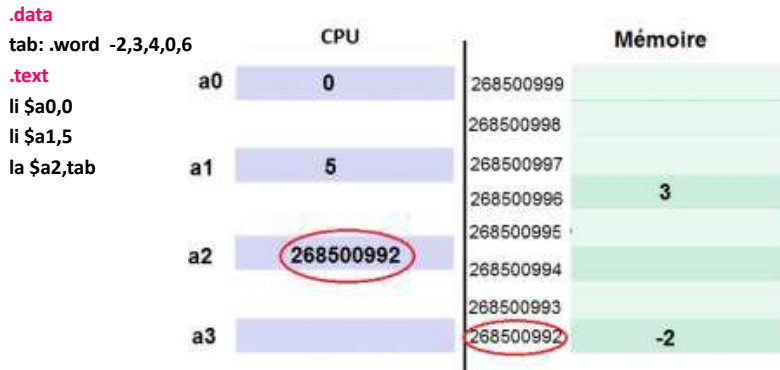 .data
tab: .word -2,3,4,0,6
.text
li $a0,0
li $a1,5
la $a2,tab
CPU
Mémoire
a0 0
a1 5
a2 268500992
a3
268500999
268500998
268500997
268500996 3
268500995
268500994
268500993
268500992 -2